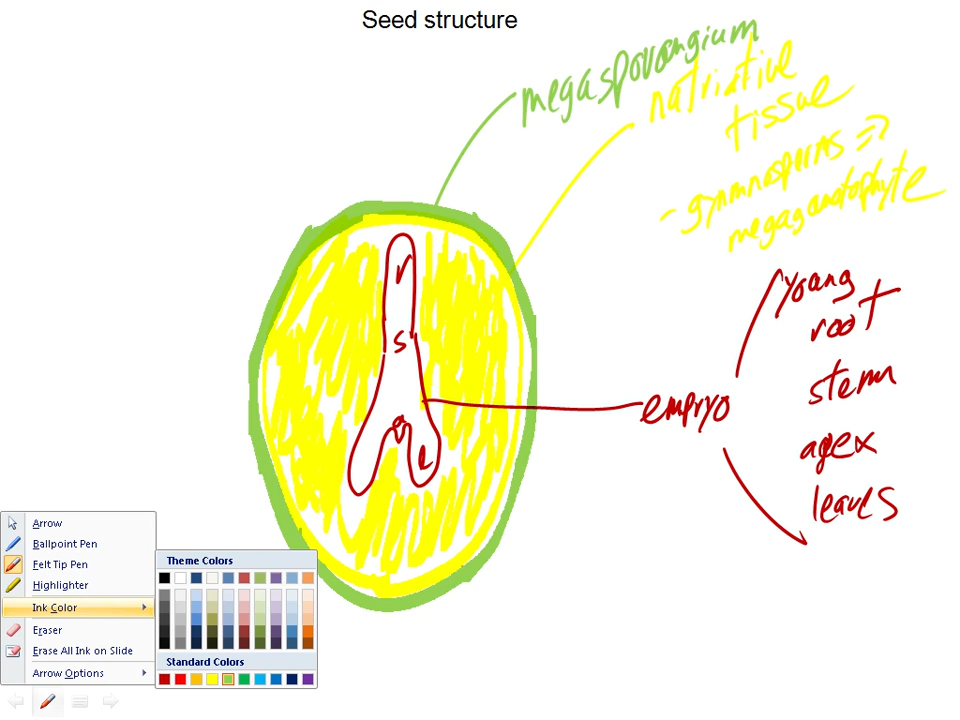 Seed structure
megasporangium
nutriative
tissue
- gymnosperms =>
megagametophyte
young
root
stem
apex
leaves
embryo
r
s
a
l
Arrow
Ballpoint Pen
Felt Tip Pen
Highlighter
Ink Color
Eraser
Erase All Ink on Slide
Arrow Options
Theme Colors
Standard Colors